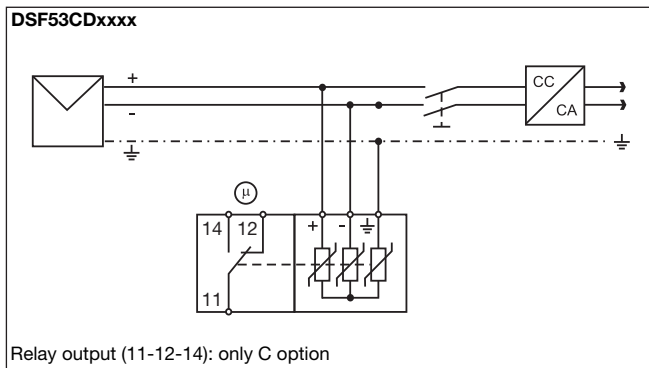 DSF53CDxxxx
+
-
CC
CA
µ
14 12
+ -
11
Relay output (11-12-14): only C option